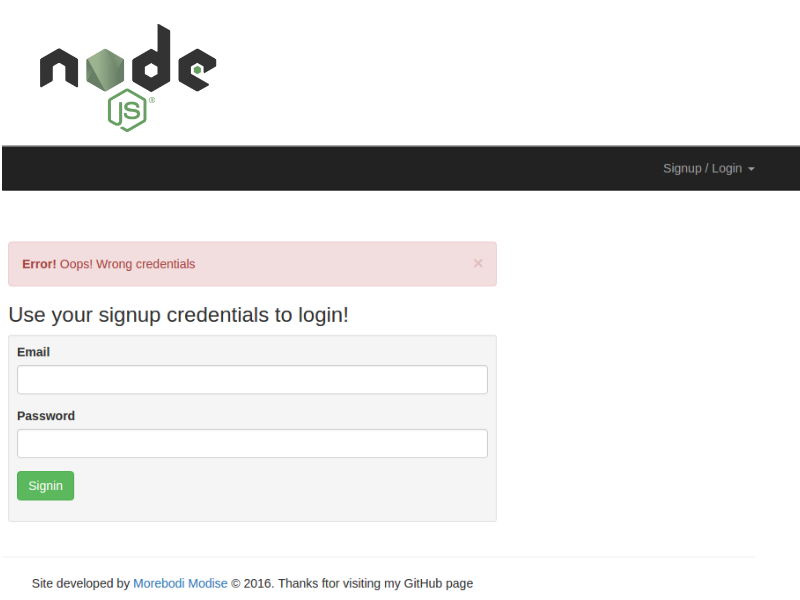 node
JS®
Signup / Login
Error! Oops! Wrong credentials ×
Use your signup credentials to login!
Email
Password
Signin
Site developed by Morebodi Modise © 2016. Thanks ftor visiting my GitHub page